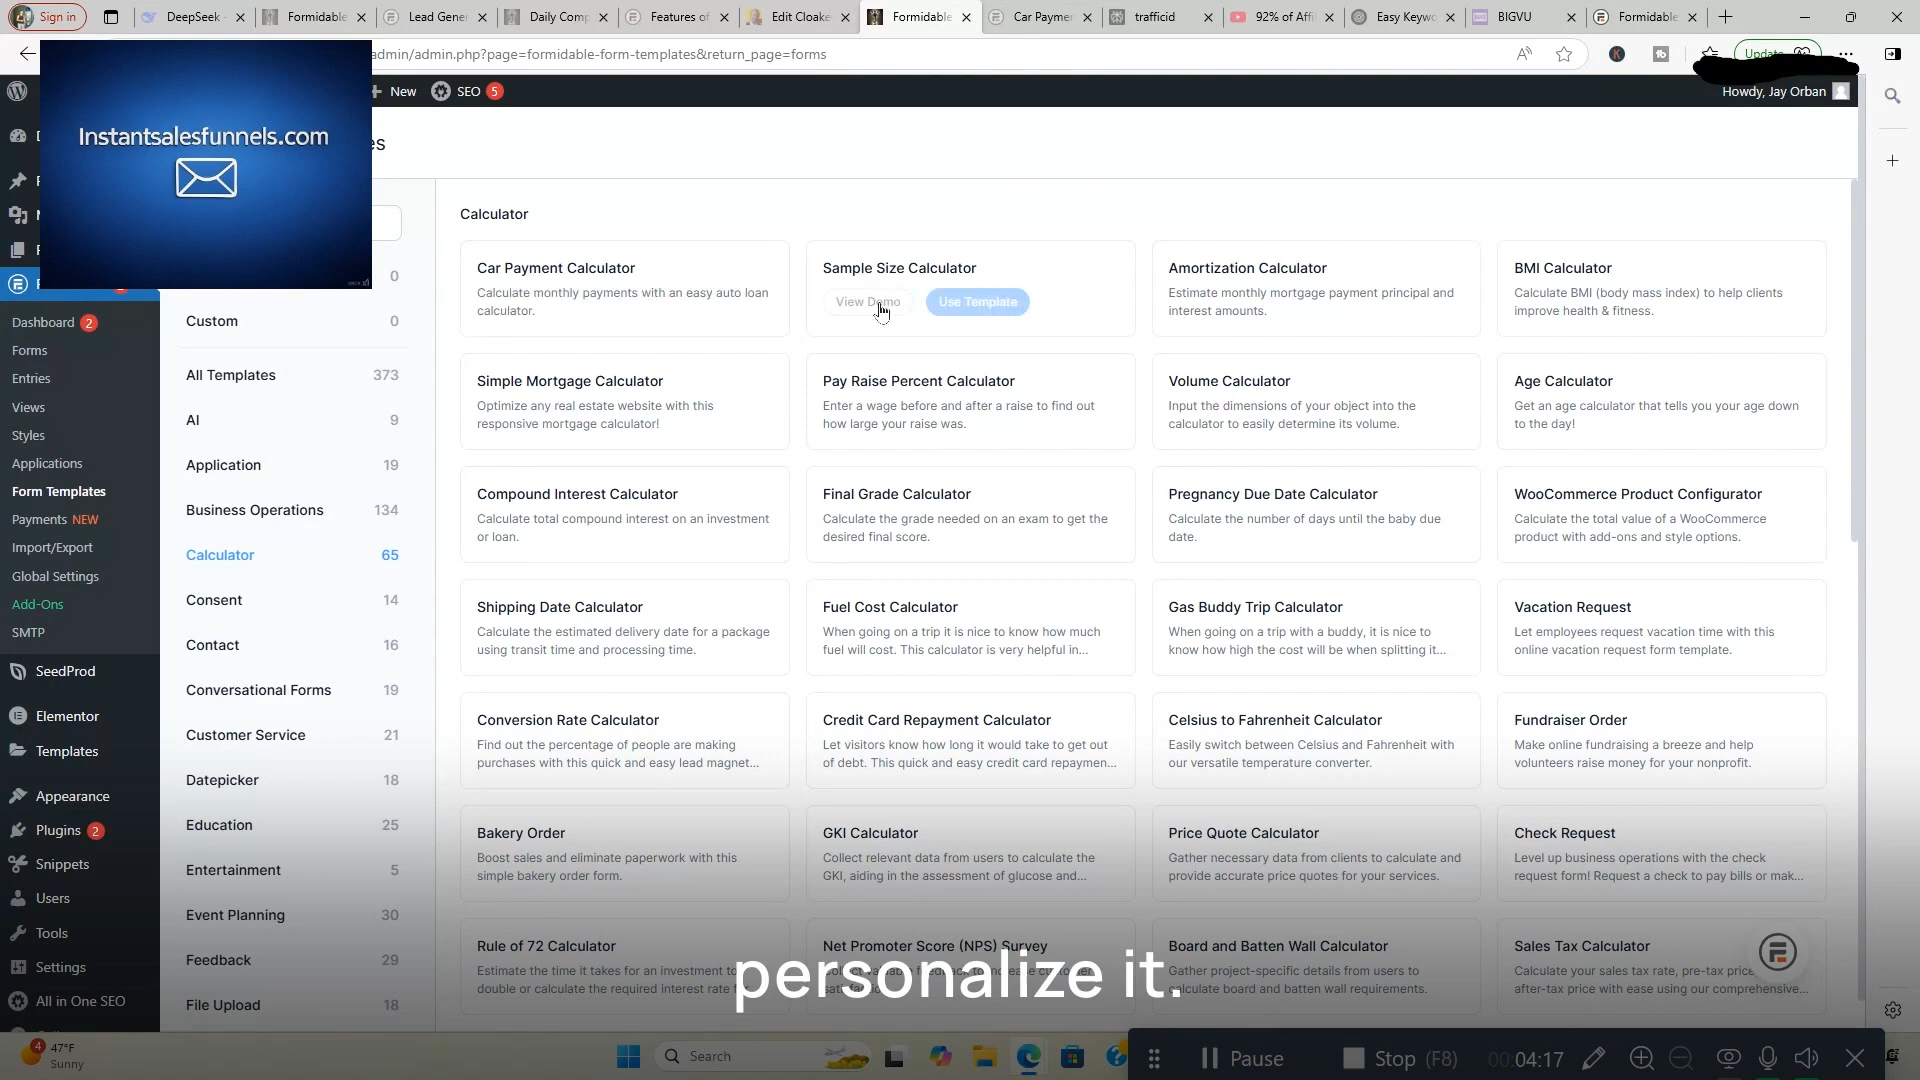 Sign in
DeepSeek -
Formidable
Lead Gene
Daily Comp
Features of
Edit Cloake
Formidable
Car Payme
trafficid
92% of Affi
Easy Keyw
BIGVU
Formidable
admin/admin.php?page=formidable-form-templates&return_page=forms
Update
New
SEO 5
Howdy, Jay Orban
Instantsalesfunnels.com
es
Dashboard 2
Forms
Entries
Views
Styles
Applications
Form Templates
Payments NEW
Import/Export
Global Settings
Add-Ons
SMTP
SeedProd
Elementor
Templates
Appearance
Plugins 2
Snippets
Users
Tools
Settings
All in One SEO
0
Custom 0
All Templates 373
AI 9
Application 19
Business Operations 134
Calculator 65
Consent 14
Contact 16
Conversational Forms 19
Customer Service 21
Datepicker 18
Education 25
Entertainment 5
Event Planning 30
Feedback 29
File Upload 18
Calculator
Car Payment Calculator
Calculate monthly payments with an easy auto loan
calculator.
Sample Size Calculator
View Demo
Use Template
Amortization Calculator
Estimate monthly mortgage payment principal and
interest amounts.
BMI Calculator
Calculate BMI (body mass index) to help clients
improve health & fitness.
Simple Mortgage Calculator
Optimize any real estate website with this
responsive mortgage calculator!
Pay Raise Percent Calculator
Enter a wage before and after a raise to find out
how large your raise was.
Volume Calculator
Input the dimensions of your object into the
calculator to easily determine its volume.
Age Calculator
Get an age calculator that tells you your age down
to the day!
Compound Interest Calculator
Calculate total compound interest on an investment
or loan.
Final Grade Calculator
Calculate the grade needed on an exam to get the
desired final score.
Pregnancy Due Date Calculator
Calculate the number of days until the baby due
date.
WooCommerce Product Configurator
Calculate the total value of a WooCommerce
product with add-ons and style options.
Shipping Date Calculator
Calculate the estimated delivery date for a package
using transit time and processing time.
Fuel Cost Calculator
When going on a trip it is nice to know how much
fuel will cost. This calculator is very helpful in...
Gas Buddy Trip Calculator
When going on a trip with a buddy, it is nice to
know how high the cost will be when splitting it...
Vacation Request
Let employees request vacation time with this
online vacation request form template.
Conversion Rate Calculator
Find out the percentage of people are making
purchases with this quick and easy lead magnet...
Credit Card Repayment Calculator
Let visitors know how long it would take to get out
of debt. This quick and easy credit card repaymen...
Celsius to Fahrenheit Calculator
Easily switch between Celsius and Fahrenheit with
our versatile temperature converter.
Fundraiser Order
Make online fundraising a breeze and help
volunteers raise money for your nonprofit.
Bakery Order
Boost sales and eliminate paperwork with this
simple bakery order form.
GKI Calculator
Collect relevant data from users to calculate the
GKI, aiding in the assessment of glucose and...
Price Quote Calculator
Gather necessary data from clients to calculate and
provide accurate price quotes for your services.
Check Request
Level up business operations with the check
request form! Request a check to pay bills or mak...
Rule of 72 Calculator
Estimate the time it takes for an investment to
double or calculate the required interest rate
Net Promoter Score (NPS) Survey
Board and Batten Wall Calculator
Gather project-specific details from users to
calculate board and batten wall requirements.
Sales Tax Calculator
Calculate your sales tax rate, pre-tax price,
after-tax price with ease using our comprehensive...
personalize it.
4
47°F
Sunny
Search
Pause
Stop (F8)
00:04:17